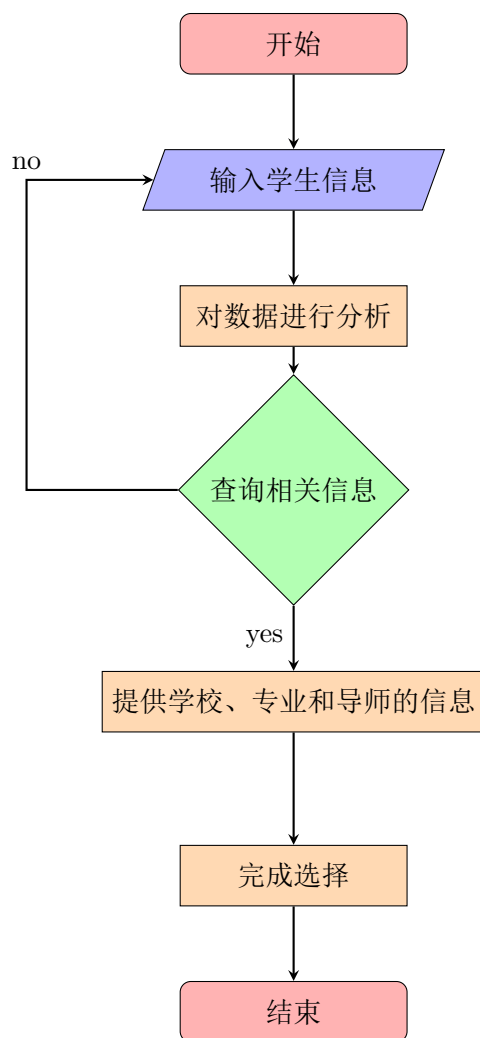 开始
no
输入学生信息
对数据进行分析
查询相关信息
yes
提供学校、专业和导师的信息
完成选择
结束